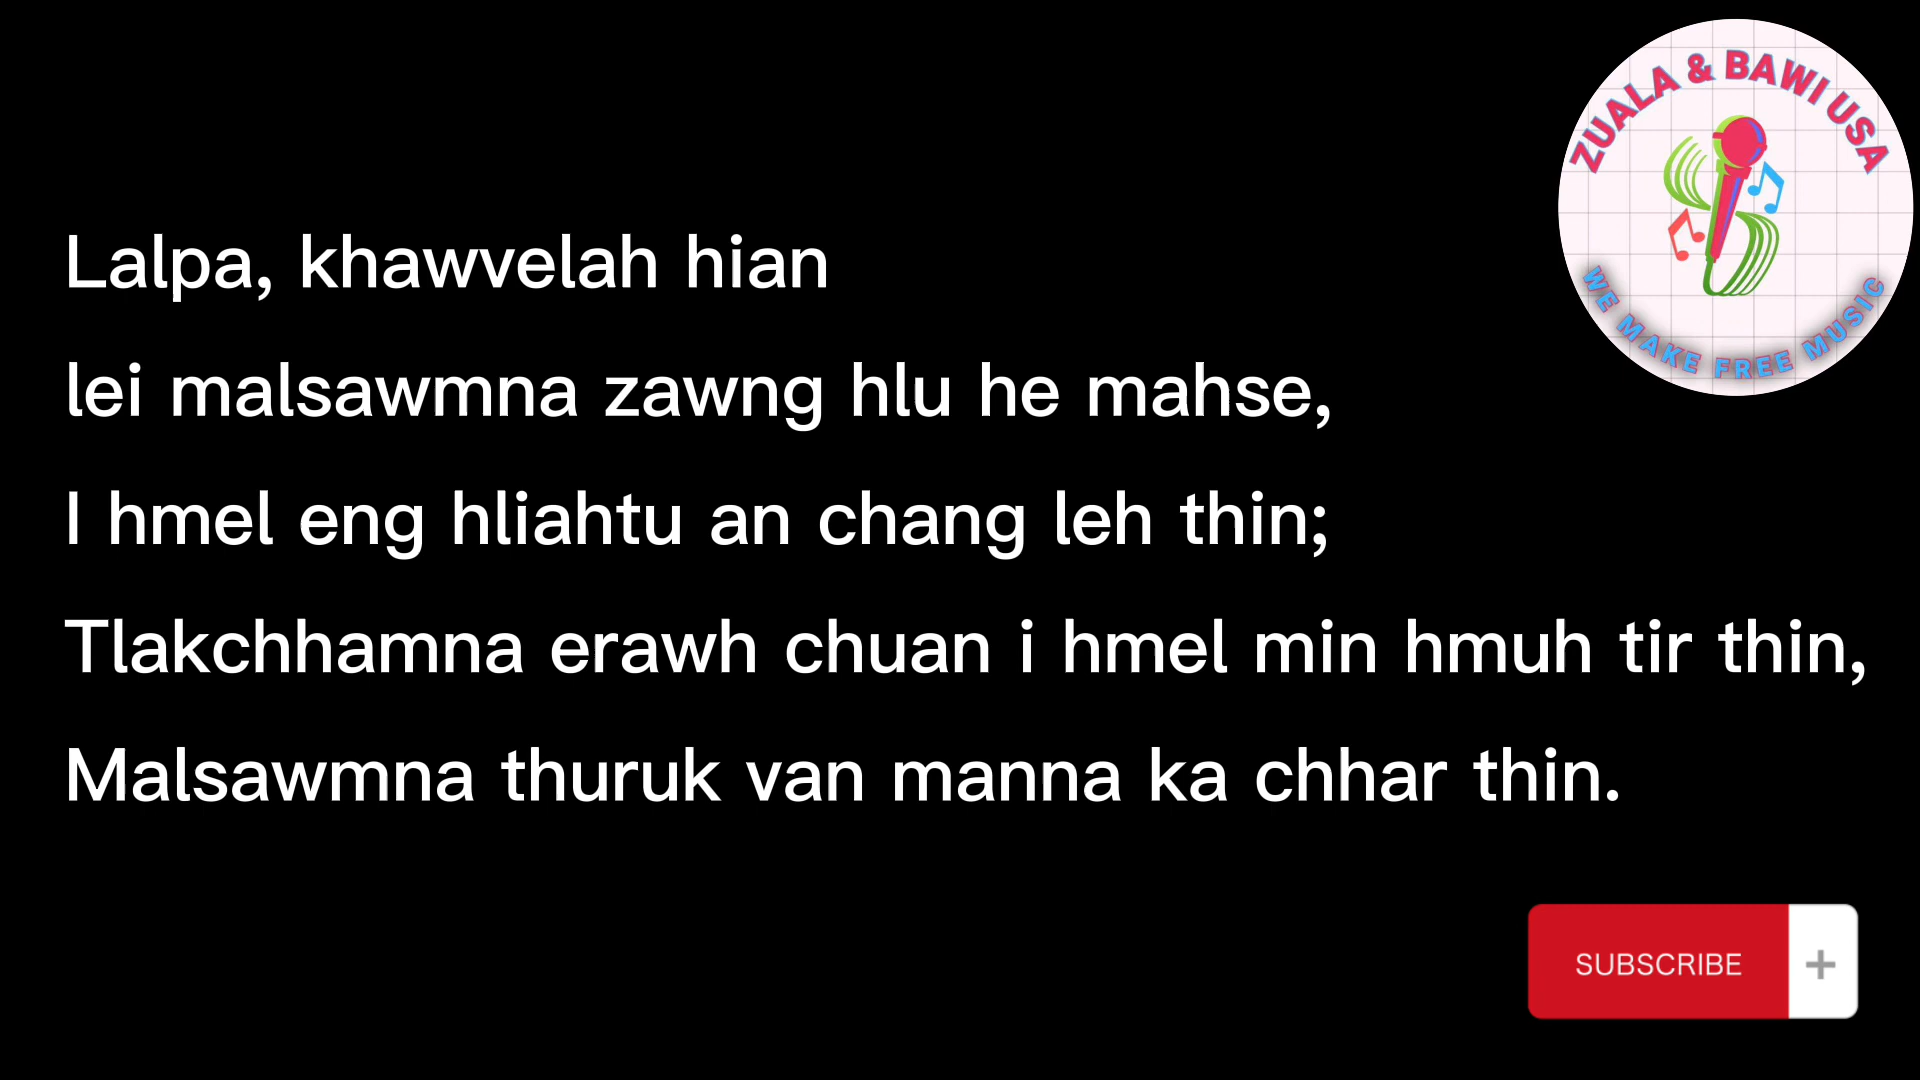 ZUALA & BAWI USA
WE MAKE FREE MUSIC
Lalpa, khawvelah hian
lei malsawmna zawng hlu he mahse,
I hmel eng hliahtu an chang leh thin;
Tlakchhamna erawh chuan i hmel min hmuh tir thin,
Malsawmna thuruk van manna ka chhar thin.
SUBSCRIBE +